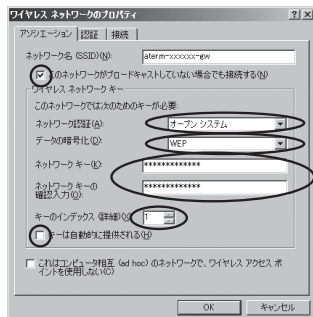 ワイヤレス ネットワークのプロパティ
アソシエーション 認証 接続
ネットワーク名 (SSID)(N): aterm-xxxxxx-gw
このネットワークがブロードキャストしていない場合でも接続する(N)
ワイヤレス ネットワーク キー
このネットワークでは次のためのキーが必要:
ネットワーク認証(A): オープン システム
データの暗号化(D): WEP
ネットワーク キー(K): *************
ネットワーク キーの確認入力(O): *************
キーのインデックス (詳細)(X): 1
キーは自動的に提供される(H)
これはコンピュータ相互 (ad hoc) のネットワークで、ワイヤレス アクセス ポ
イントを使用しない(C)
OK キャンセル